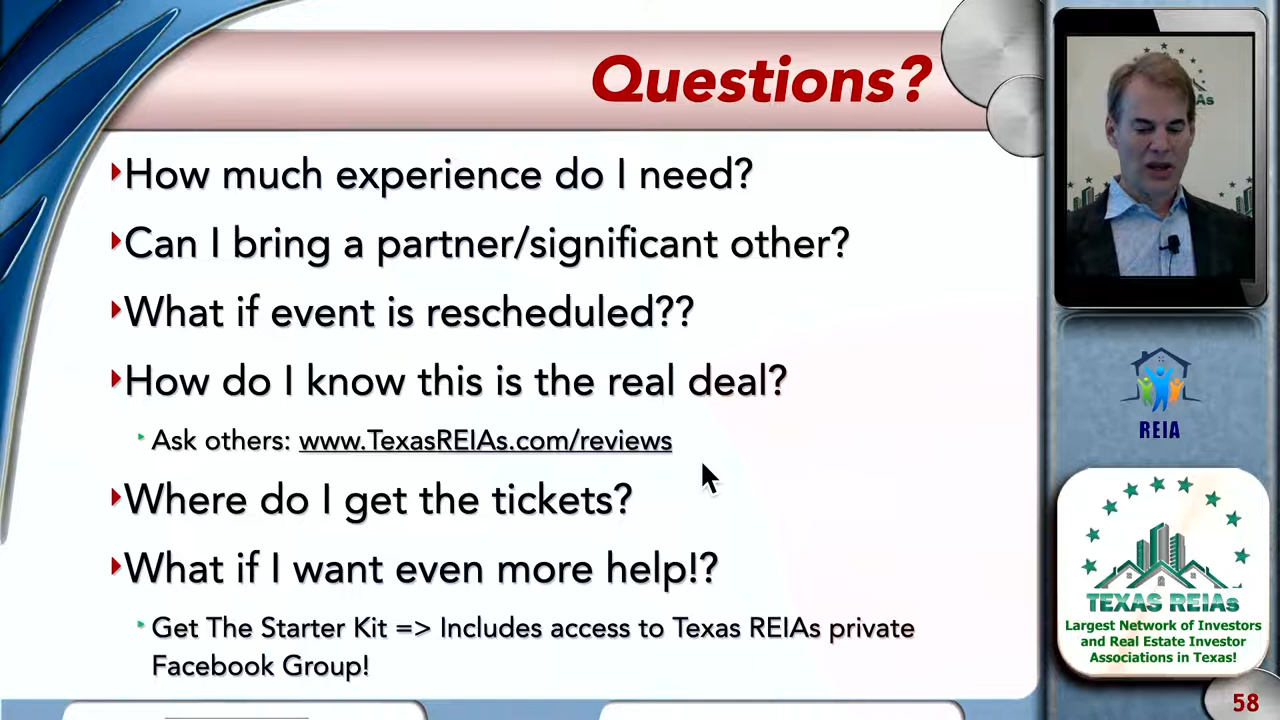 Questions?
How much experience do I need?
Can I bring a partner/significant other?
What if event is rescheduled??
How do I know this is the real deal?
Ask others: www.TexasREIAs.com/reviews
Where do I get the tickets?
What if I want even more help!?
Get The Starter Kit => Includes access to Texas REIAs private
Facebook Group!
As
REIA
TEXAS REIAs
Largest Network of Investors
and Real Estate Investor
Associations in Texas!
58